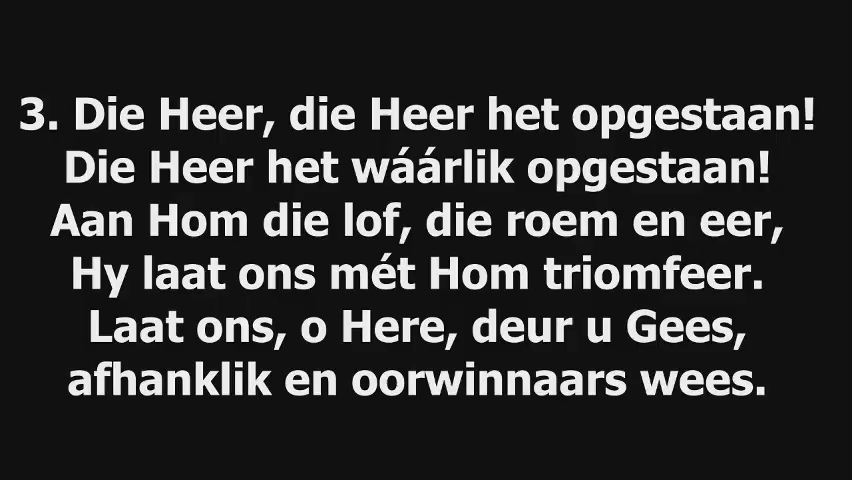 3. Die Heer, die Heer het opgestaan!
Die Heer het wáárlik opgestaan!
Aan Hom die lof, die roem en eer,
Hy laat ons mét Hom triomfeer.
Laat ons, o Here, deur u Gees,
afhanklik en oorwinnaars wees.